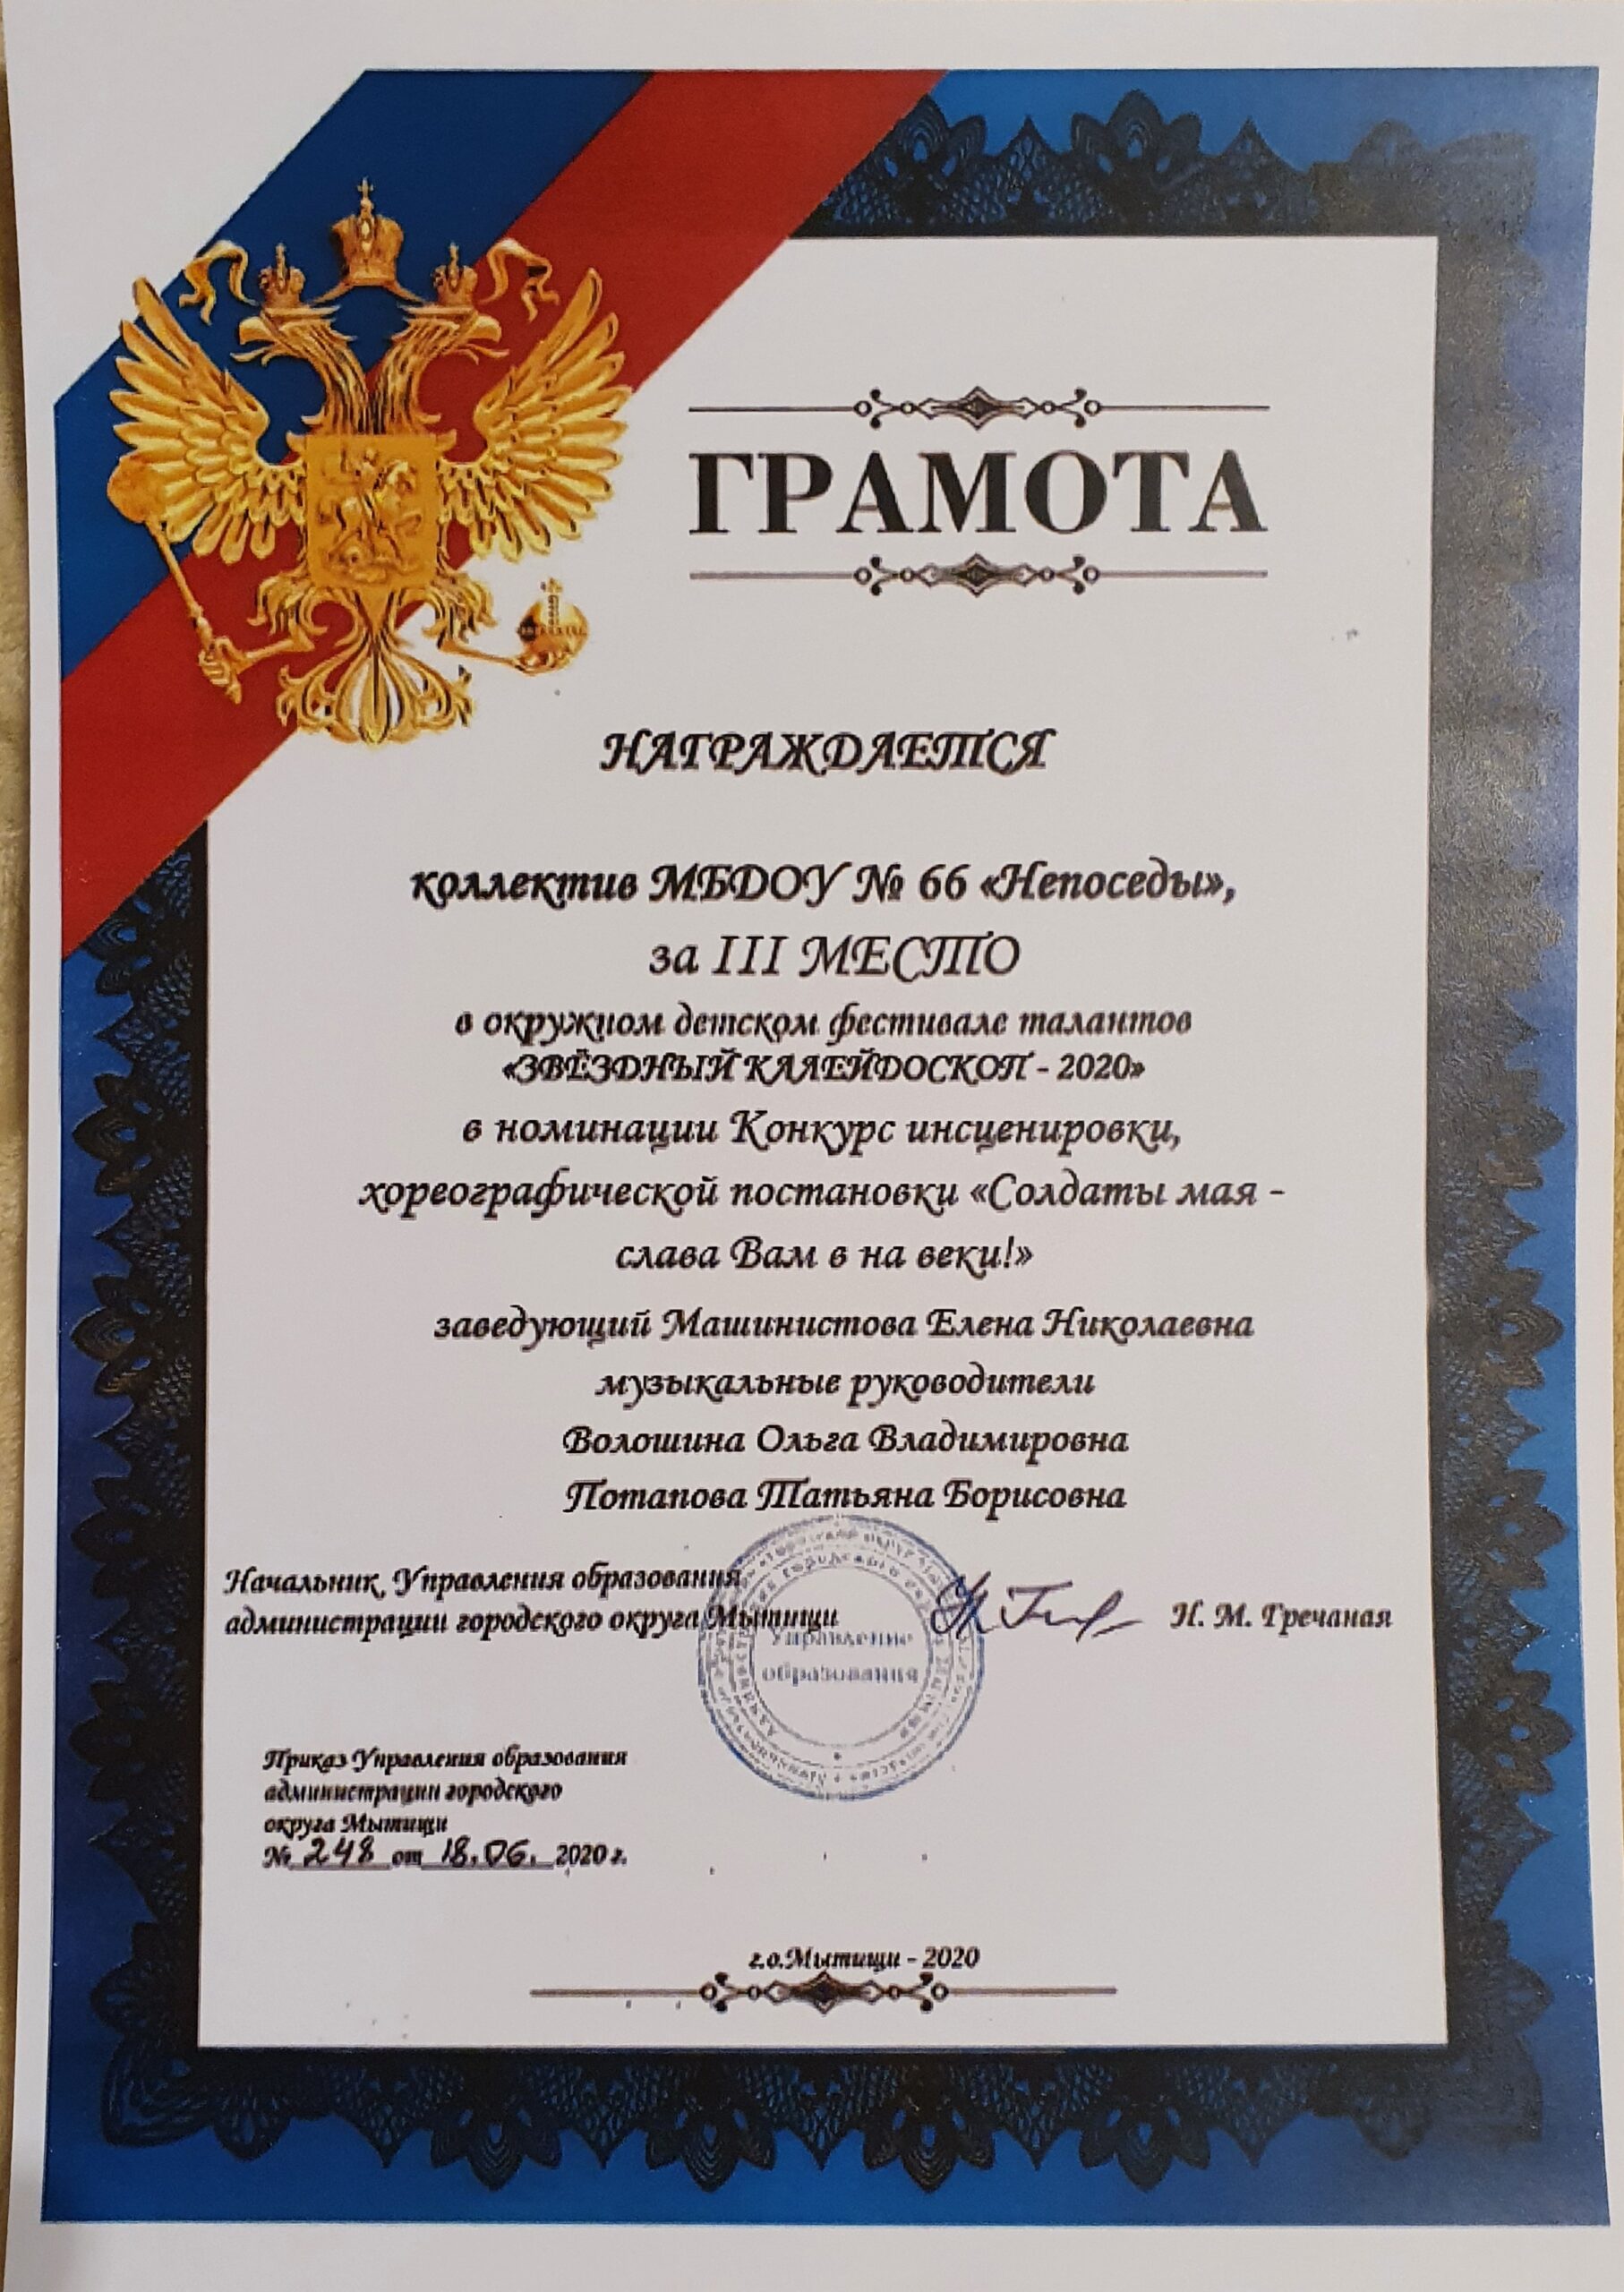 ГРАМОТА
НАГРАЖДАЕТСЯ
коллектив МБДОУ № 66 «Непоседы»,
за III МЕСТО
в окружном детском фестивале талантов
«ЗВЁЗДНЫЙ КАЛЕЙДОСКОП - 2020»
в номинации Конкурс инсценировки,
хореографической постановки «Солдаты мая -
слава Вам в на веки!»
заведующий Машинистова Елена Николаевна
музыкальные руководители
Волошина Ольга Владимировна
Потапова Татьяна Борисовна
Начальник Управления образования
администрации городского округа Мытищи
Н. М. Гречаная
Управление
образования
Приказ Управления образования
администрации городского
округа Мытищи
№ 248 от 18.06. 2020 г.
г.о.Мытищи - 2020